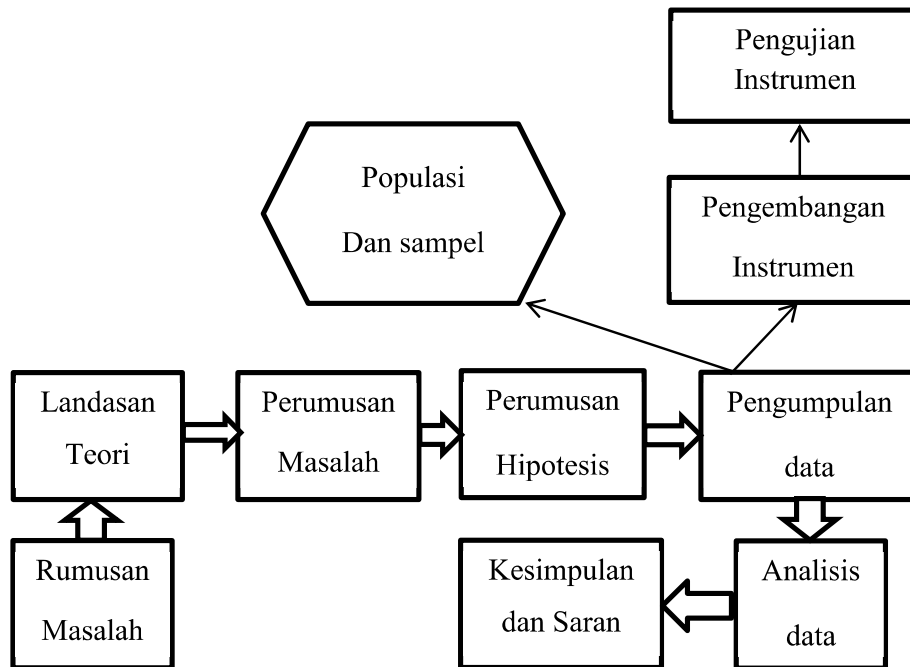 Pengujian
Instrumen
Populasi
Dan sampel
Pengembangan
Instrumen
Landasan
Teori
Perumusan
Masalah
Perumusan
Hipotesis
Pengumpulan
data
Rumusan
Masalah
Kesimpulan
dan Saran
Analisis
data